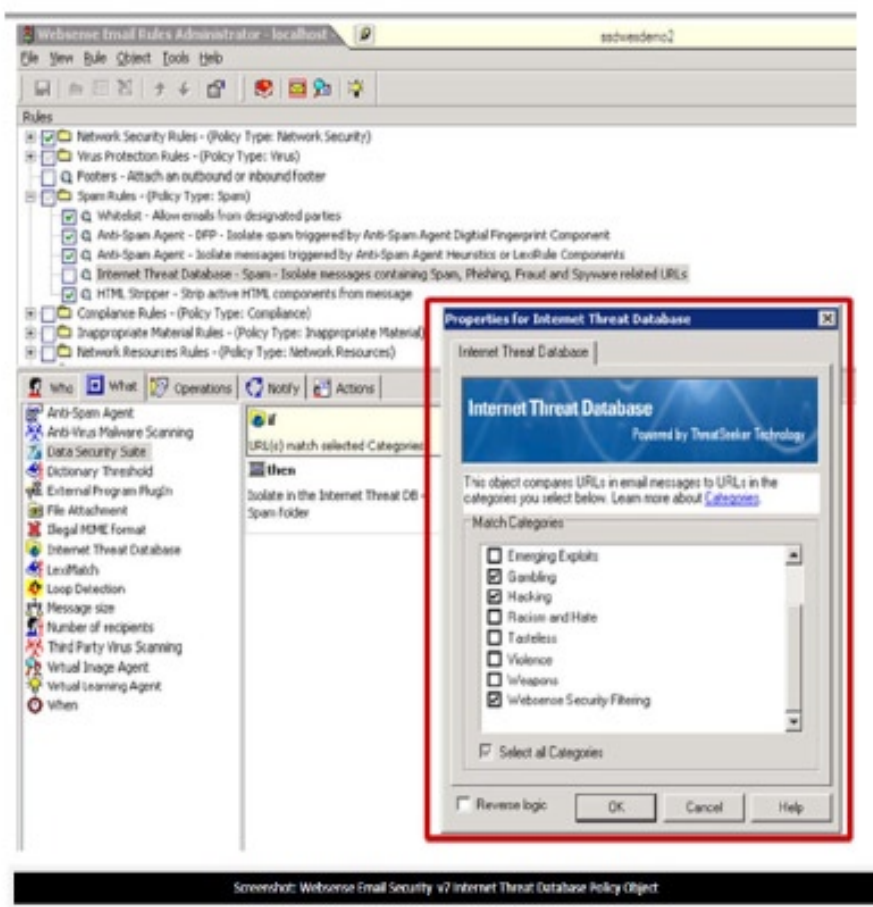 Websense Email Rules Administrator - localhost -
ssdwesdemo2
File View Rule Object Tools Help
Rules
Network Security Rules - (Policy Type: Network Security)
Virus Protection Rules - (Policy Type: Virus)
Footers - Attach an outbound or inbound footer
Spam Rules - (Policy Type: Spam)
Whitelist - Allow emails from designated parties
Anti-Spam Agent - DFP - Isolate spam triggered by Anti-Spam Agent Digital Fingerprint Component
Anti-Spam Agent - Isolate messages triggered by Anti-Spam Agent Heuristics or LexiRule Components
Internet Threat Database - Spam - Isolate messages containing Spam, Phishing, Fraud and Spyware related URLs
HTML Stripper - Strip active HTML components from message
Compliance Rules - (Policy Type: Compliance)
Inappropriate Material Rules - (Policy Type: Inappropriate Material)
Network Resources Rules - (Policy Type: Network Resources)
Who What Operations Notify Actions
Anti-Spam Agent
Anti-Virus Malware Scanning
Data Security Suite
Dictionary Threshold
External Program PlugIn
File Attachment
Illegal MIME Format
Internet Threat Database
LexiMatch
Loop Detection
Message size
Number of recipients
Third Party Virus Scanning
Virtual Image Agent
Virtual Learning Agent
When
if
URL(s) match selected Categories
then
Isolate in the Internet Threat DB -
Spam folder
Properties for Internet Threat Database
Internet Threat Database
Internet Threat Database
Powered by ThreatSeeker Technology
This object compares URLs in email messages to URLs in the
categories you select below. Learn more about Categories.
Match Categories
Emerging Exploits
Gambling
Hacking
Racism and Hate
Tasteless
Violence
Weapons
Websense Security Filtering
Select all Categories
Reverse logic OK Cancel Help
Screenshot: Websense Email Security v7 Internet Threat Database Policy Object